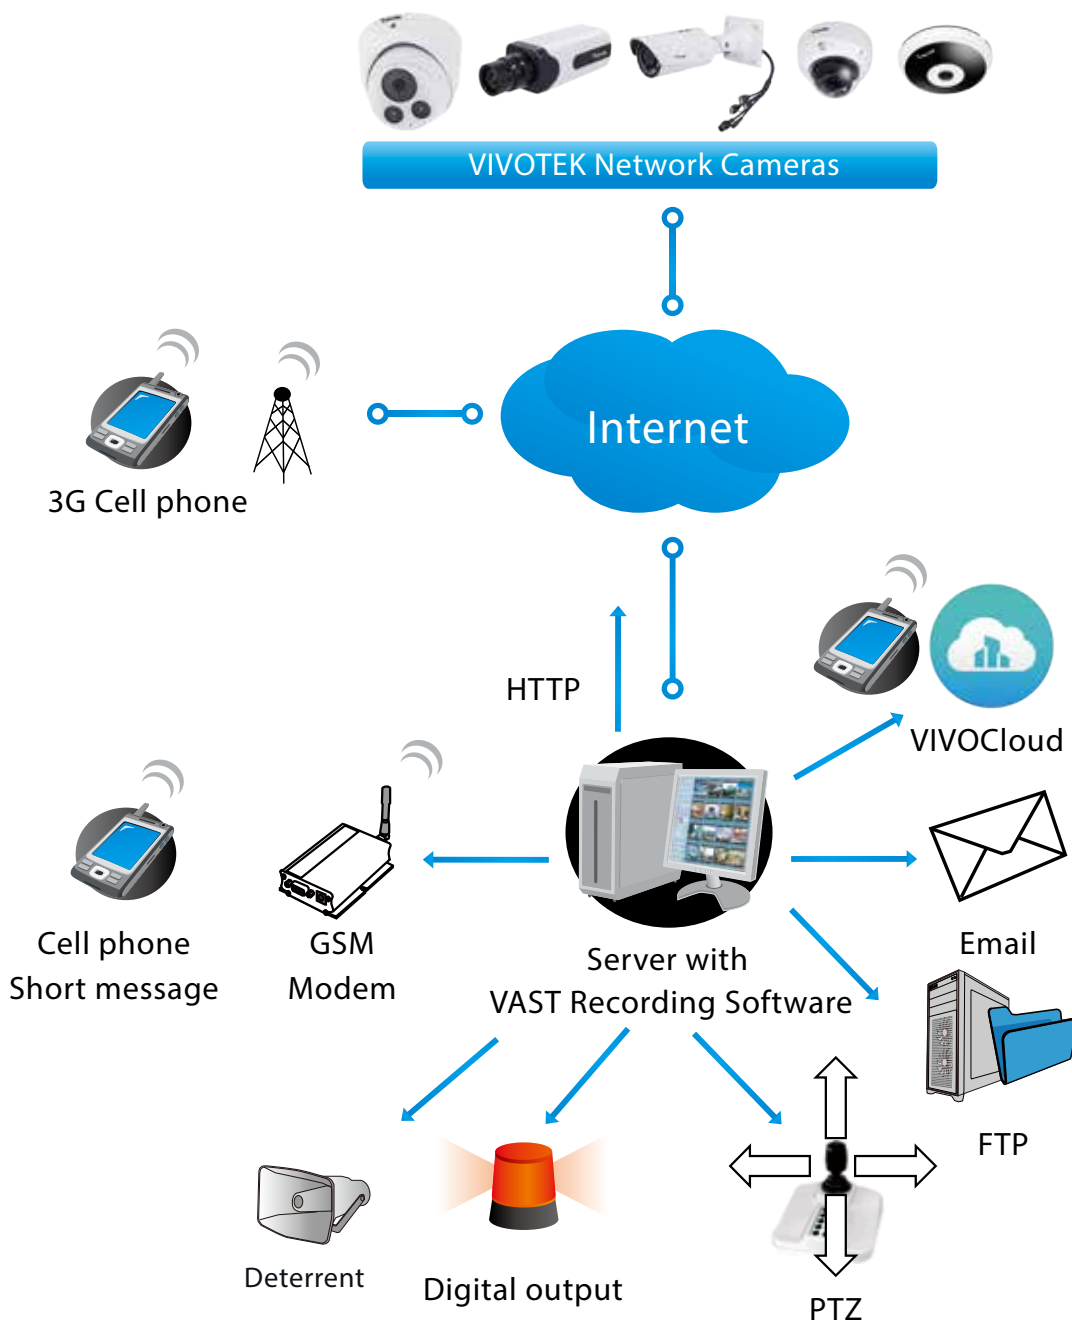 VIVOTEK Network Cameras
Internet
3G Cell phone
HTTP
VIVOCloud
Cell phone
Short message
GSM
Modem
Server with
VAST Recording Software
Email
FTP
Deterrent
Digital output
PTZ